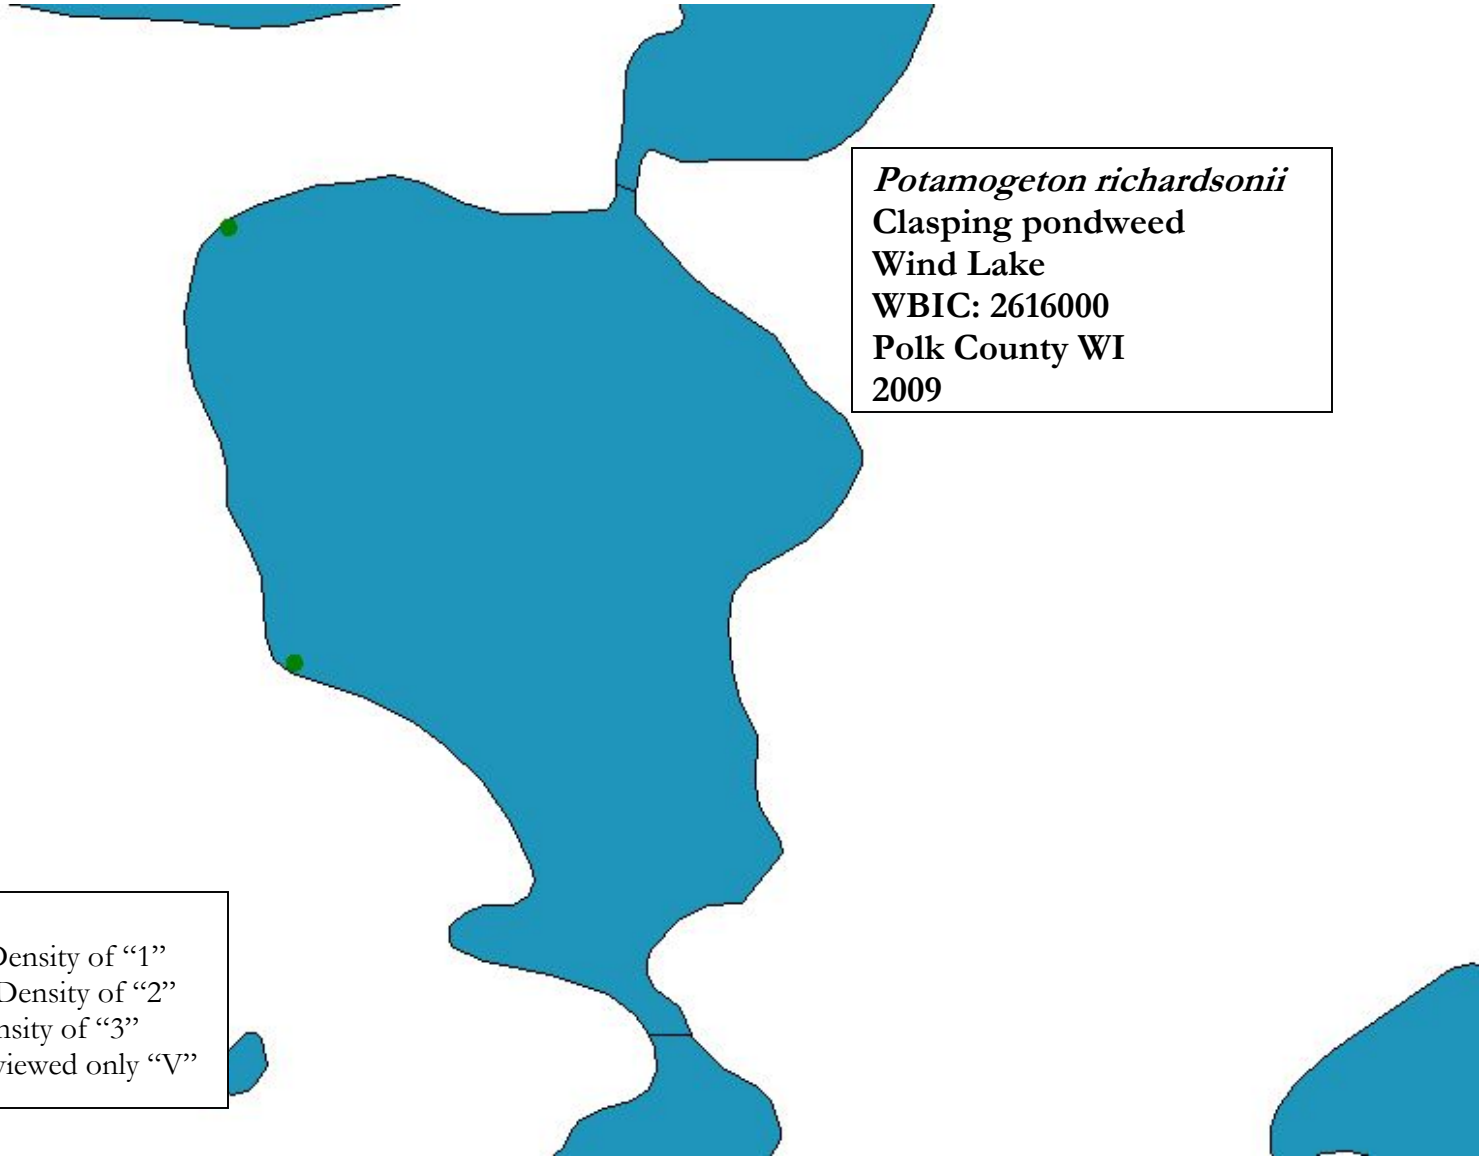 Potamogeton richardsonii
Clasping pondweed
Wind Lake
WBIC: 2616000
Polk County WI
2009
Density of “1”
Density of “2”
of “3”
viewed only “V”